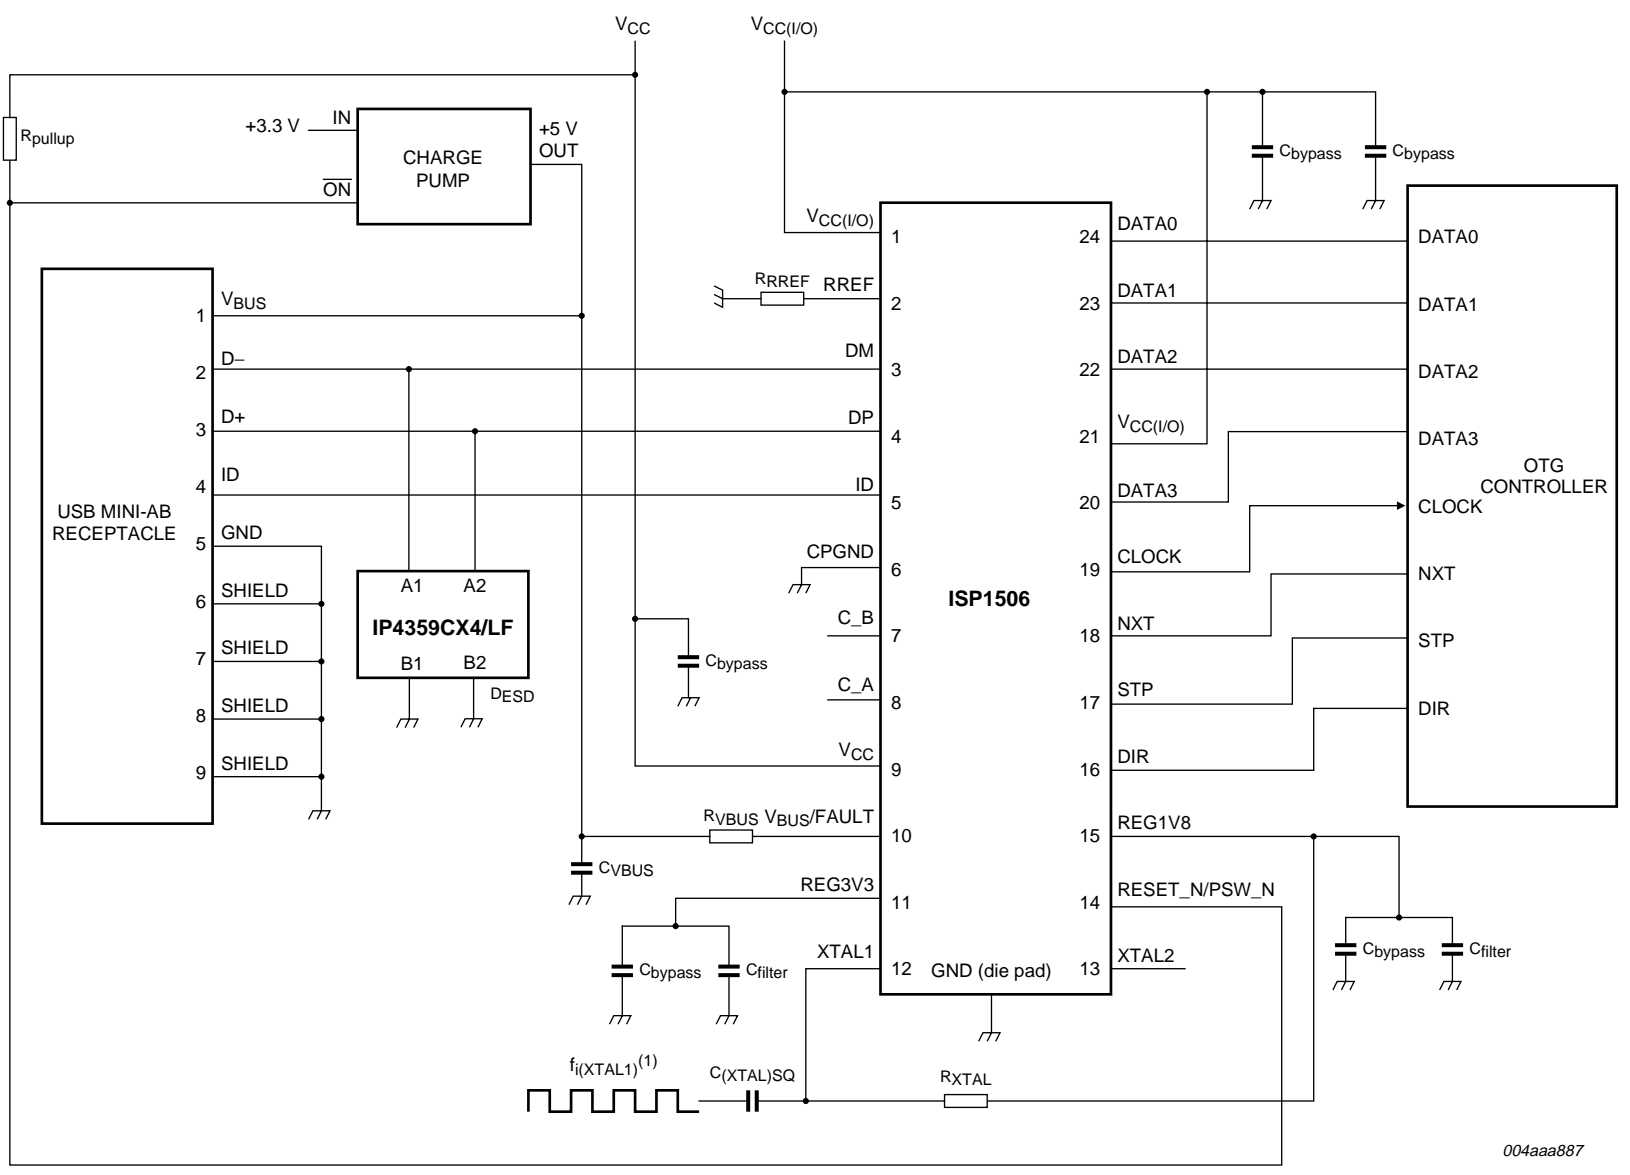 VCC
VCC(I/O)
Rpullup
+3.3 V
IN
ON
CHARGE
PUMP
+5 V
OUT
Cbypass
Cbypass
USB MINI-AB
RECEPTACLE
1
VBUS
2
D–
3
D+
4
ID
5
GND
6
SHIELD
7
SHIELD
8
SHIELD
9
SHIELD
A1
A2
IP4359CX4/LF
B1
B2
DESD
Cbypass
CVBUS
RVBUS
VCC(I/O)
1
RRREF
RREF
2
DM
3
DP
4
ID
5
CPGND
6
C_B
7
C_A
8
VCC
9
VBUS/FAULT
10
REG3V3
11
XTAL1
12
ISP1506
GND (die pad)
24
DATA0
23
DATA1
22
DATA2
21
VCC(I/O)
20
DATA3
19
CLOCK
18
NXT
17
STP
16
DIR
15
REG1V8
14
RESET_N/PSW_N
13
XTAL2
DATA0
DATA1
DATA2
DATA3
OTG
CONTROLLER
CLOCK
NXT
STP
DIR
Cbypass
Cfilter
Cbypass
Cfilter
fi(XTAL1)(1)
C(XTAL)SQ
RXTAL
004aaa887